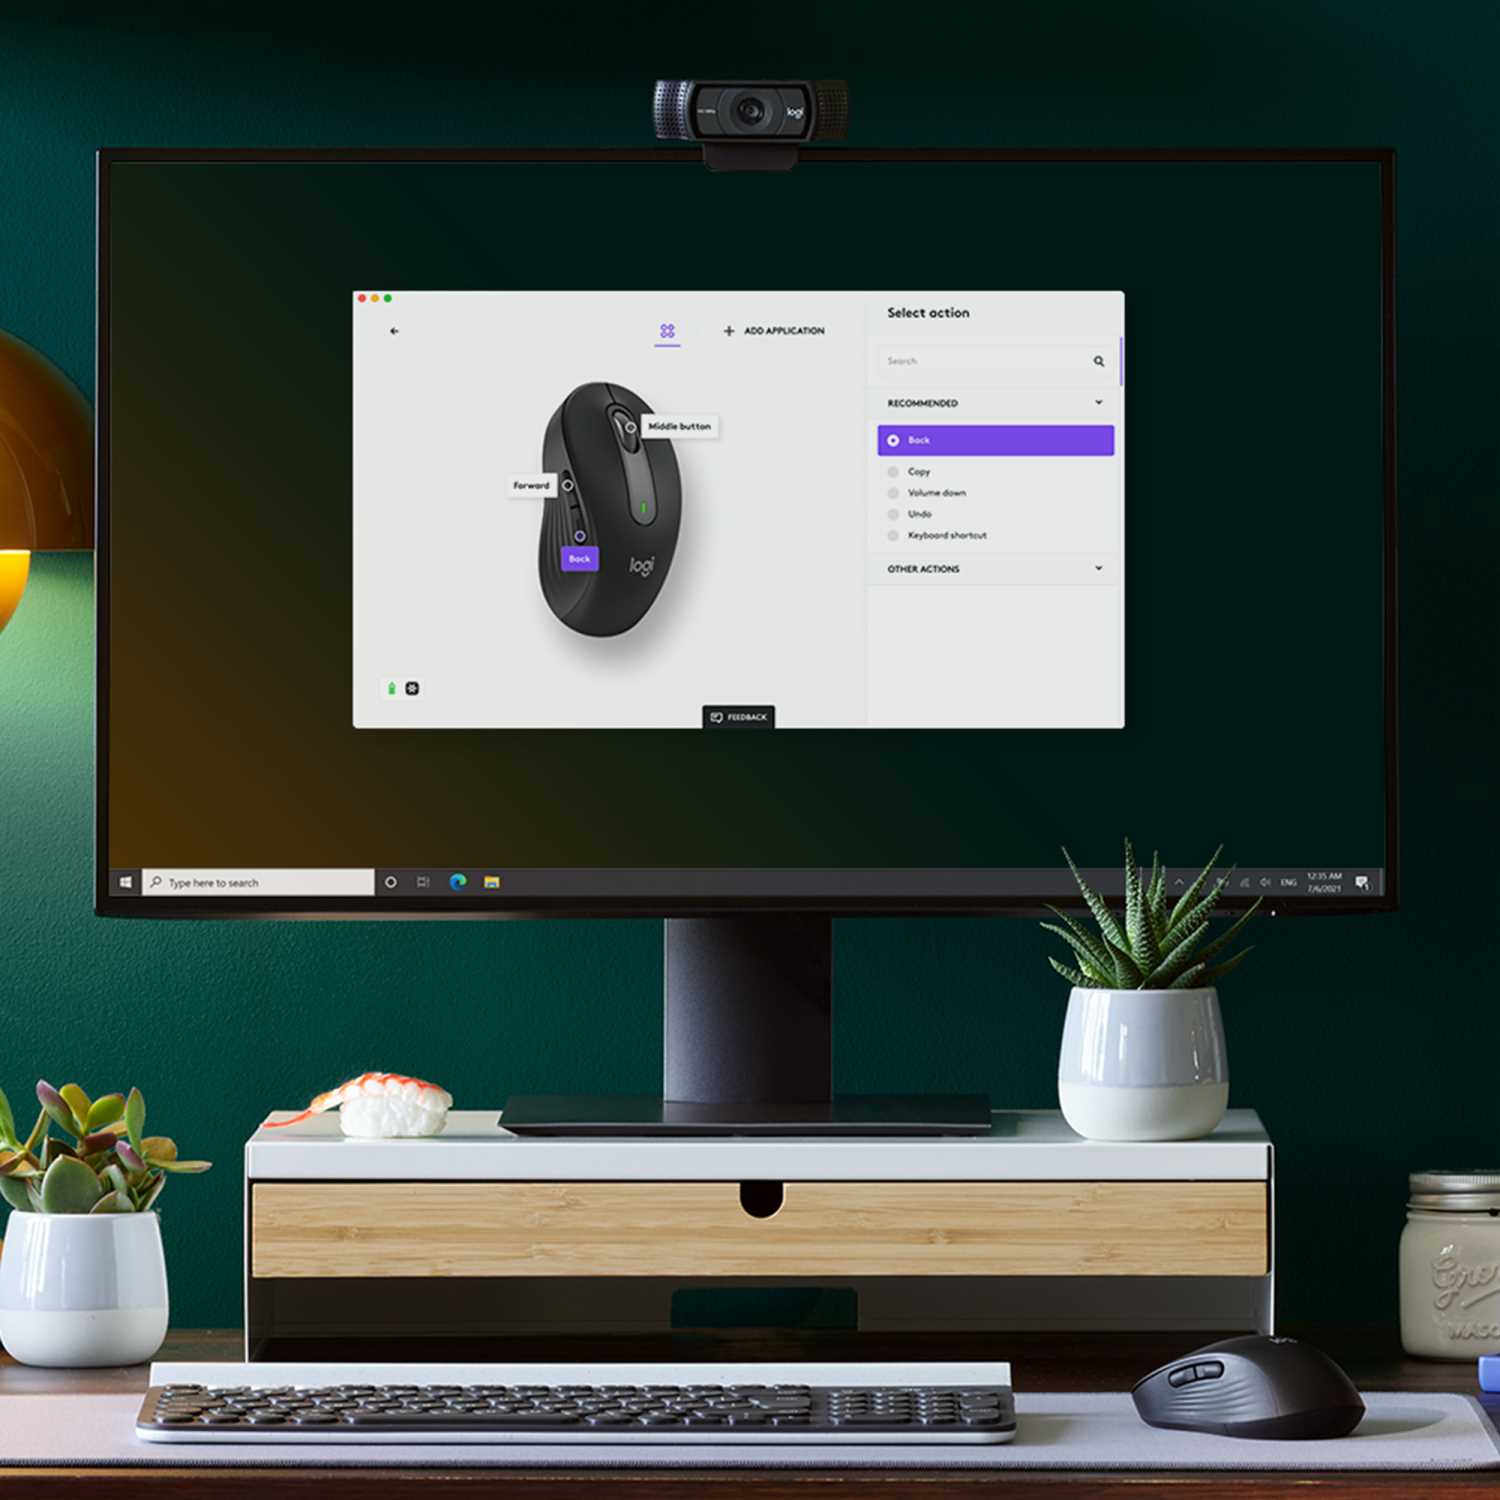 logi
Select action
ADD APPLICATION
Search
RECOMMENDED
Middle button
Back
Forward
Copy
Volume down
Undo
Keyboard shortcut
Back
logi
OTHER ACTIONS
FEEDBACK
Type here to search
ENG
12:35 AM
7/6/2021